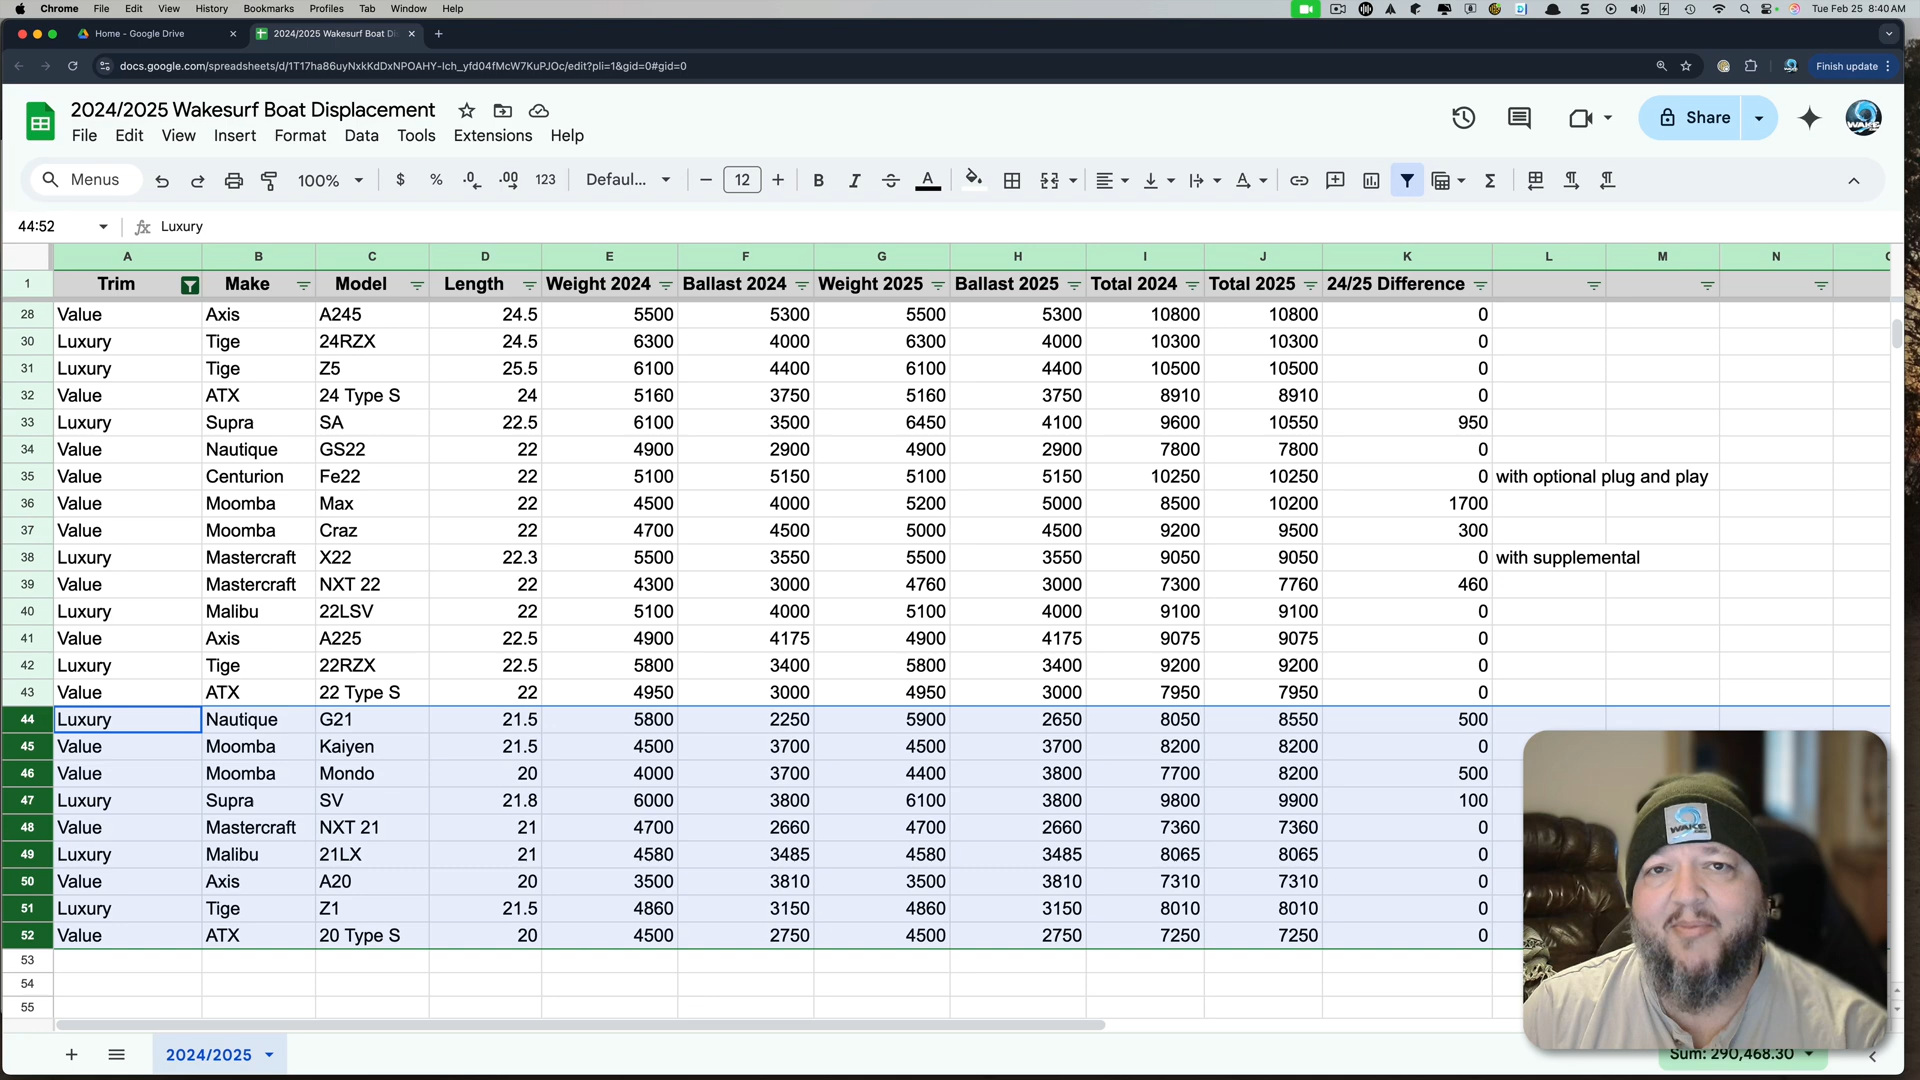 Chrome File Edit View History Bookmarks Profiles Tab Window Help Tue Feb 25 8:40 AM
Home - Google Drive 2024/2025 Wakesurf Boat Di
docs.google.com/spreadsheets/d/1T17ha86uyNxkKdDxNPOAHY-Ich_yfd04fMcW7KuPJOc/edit?pli=1&gid=0#gid=0 Finish update
2024/2025 Wakesurf Boat Displacement
File Edit View Insert Format Data Tools Extensions Help
Share
Menus 100% $ % .0 .00 123 Defaul... 12 B I A
44:52 fx Luxury
A B C D E F G H I J K L M N
1 Trim Make Model Length Weight 2024 Ballast 2024 Weight 2025 Ballast 2025 Total 2024 Total 2025 24/25 Difference
28 Value Axis A245 24.5 5500 5300 5500 5300 10800 10800 0
30 Luxury Tige 24RZX 24.5 6300 4000 6300 4000 10300 10300 0
31 Luxury Tige Z5 25.5 6100 4400 6100 4400 10500 10500 0
32 Value ATX 24 Type S 24 5160 3750 5160 3750 8910 8910 0
33 Luxury Supra SA 22.5 6100 3500 6450 4100 9600 10550 950
34 Value Nautique GS22 22 4900 2900 4900 2900 7800 7800 0
35 Value Centurion Fe22 22 5100 5150 5100 5150 10250 10250 0 with optional plug and play
36 Value Moomba Max 22 4500 4000 5200 5000 8500 10200 1700
37 Value Moomba Craz 22 4700 4500 5000 4500 9200 9500 300
38 Luxury Mastercraft X22 22.3 5500 3550 5500 3550 9050 9050 0 with supplemental
39 Value Mastercraft NXT 22 22 4300 3000 4760 3000 7300 7760 460
40 Luxury Malibu 22LSV 22 5100 4000 5100 4000 9100 9100 0
41 Value Axis A225 22.5 4900 4175 4900 4175 9075 9075 0
42 Luxury Tige 22RZX 22.5 5800 3400 5800 3400 9200 9200 0
43 Value ATX 22 Type S 22 4950 3000 4950 3000 7950 7950 0
44 Luxury Nautique G21 21.5 5800 2250 5900 2650 8050 8550 500
45 Value Moomba Kaiyen 21.5 4500 3700 4500 3700 8200 8200 0
46 Value Moomba Mondo 20 4000 3700 4400 3800 7700 8200 500
47 Luxury Supra SV 21.8 6000 3800 6100 3800 9800 9900 100
48 Value Mastercraft NXT 21 21 4700 2660 4700 2660 7360 7360 0
49 Luxury Malibu 21LX 21 4580 3485 4580 3485 8065 8065 0
50 Value Axis A20 20 3500 3810 3500 3810 7310 7310 0
51 Luxury Tige Z1 21.5 4860 3150 4860 3150 8010 8010 0
52 Value ATX 20 Type S 20 4500 2750 4500 2750 7250 7250 0
53
54
55
WAKE
2024/2025 Sum: 290,468.30